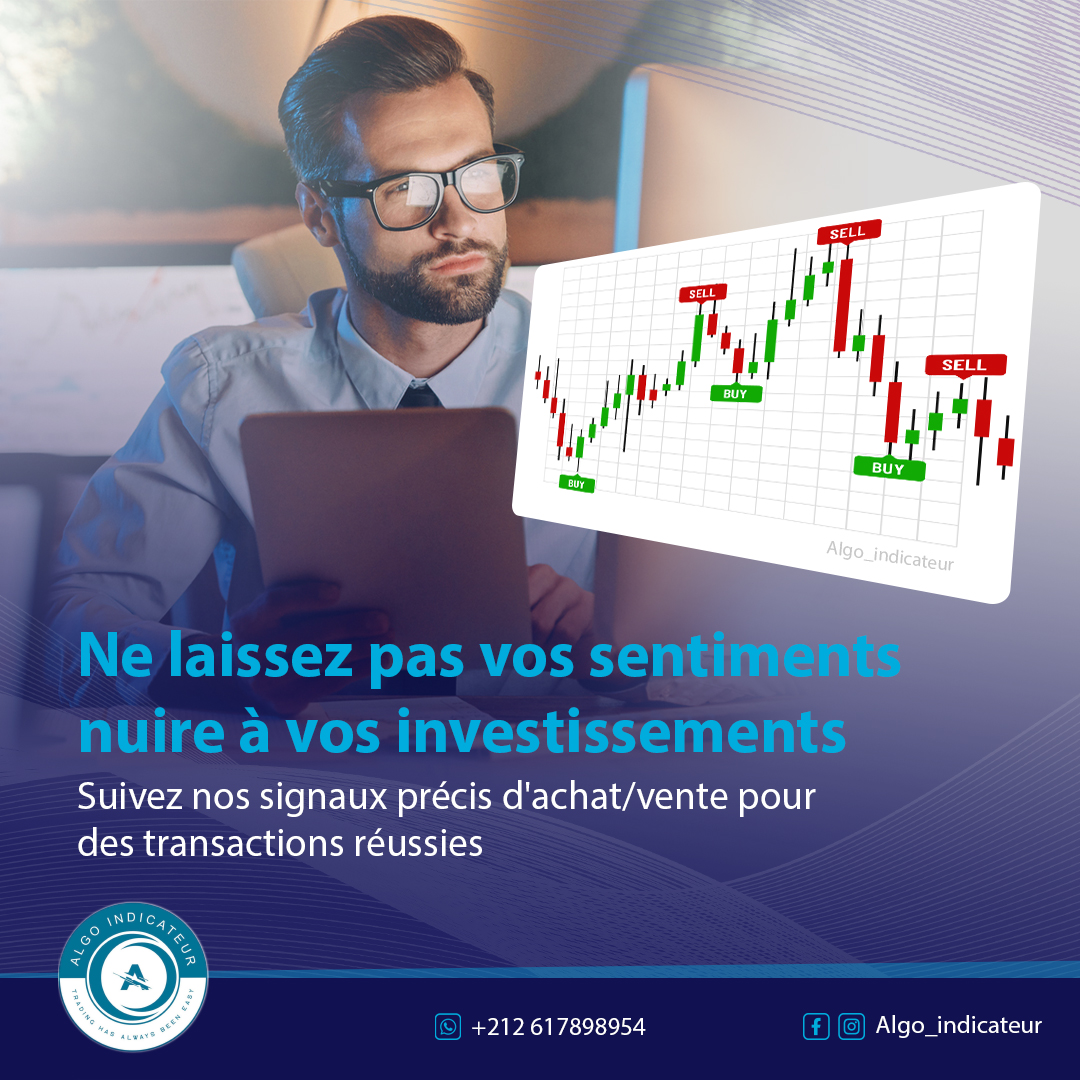 SELL
SELL
SELL
BUY
BUY
BUY
Algo_indicateur
Ne laissez pas vos sentiments
nuire à vos investissements
Suivez nos signaux précis d'achat/vente pour
des transactions réussies
ALGO INDICATEUR
A
TRADING HAS ALWAYS BEEN EASY
+212 617898954
Algo_indicateur